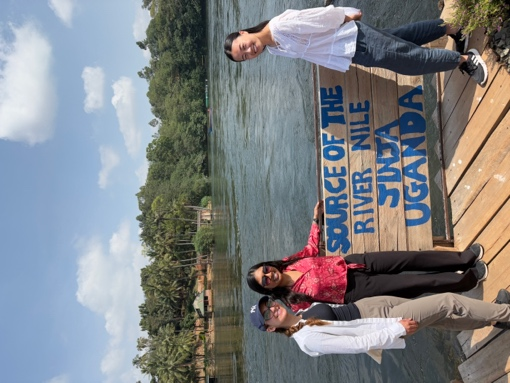 SOURCE OF THE
RIVER NILE
JINJA
UGANDA